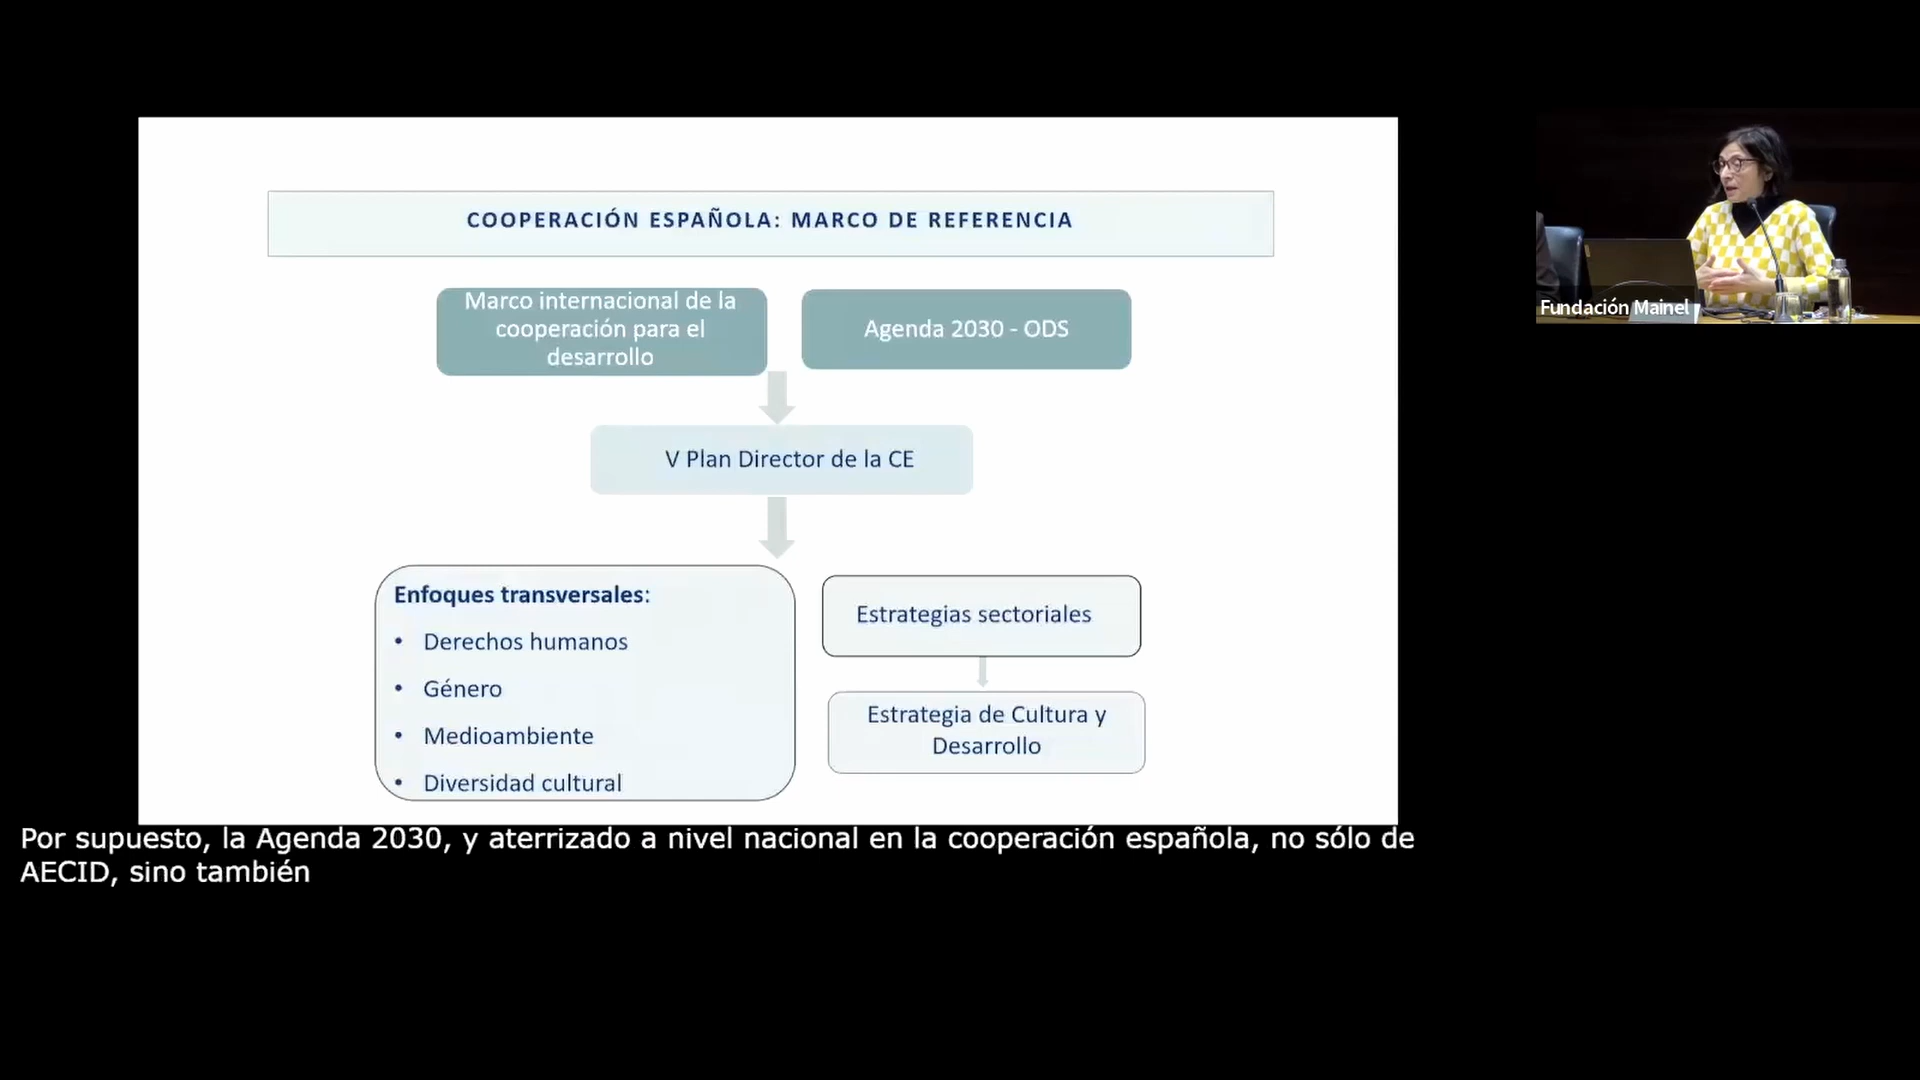 COOPERACIÓN ESPAÑOLA: MARCO DE REFERENCIA
Marco internacional de la
cooperación para el
desarrollo
Agenda 2030 - ODS
V Plan Director de la CE
Enfoques transversales:
• Derechos humanos
• Género
• Medioambiente
• Diversidad cultural
Estrategias sectoriales
Estrategia de Cultura y
Desarrollo
Fundación Mainel
Por supuesto, la Agenda 2030, y aterrizado a nivel nacional en la cooperación española, no sólo de
AECID, sino también